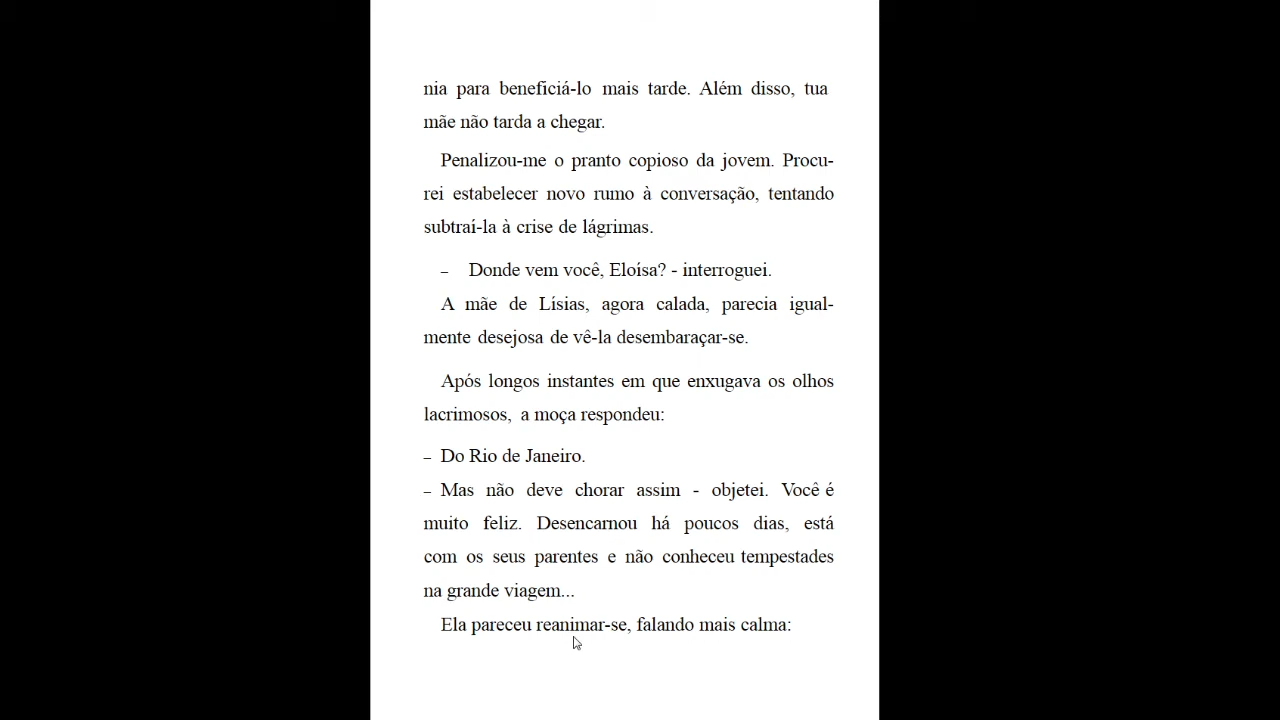 nia para beneficiá-lo mais tarde. Além disso, tua
mãe não tarda a chegar.
Penalizou-me o pranto copioso da jovem. Procu-
rei estabelecer novo rumo à conversação, tentando
subtraí-la à crise de lágrimas.
– Donde vem você, Eloísa? - interroguei.
A mãe de Lísias, agora calada, parecia igual-
mente desejosa de vê-la desembaraçar-se.
Após longos instantes em que enxugava os olhos
lacrimosos, a moça respondeu:
– Do Rio de Janeiro.
– Mas não deve chorar assim - objetei. Você é
muito feliz. Desencarnou há poucos dias, está
com os seus parentes e não conheceu tempestades
na grande viagem...
Ela pareceu reanimar-se, falando mais calma: